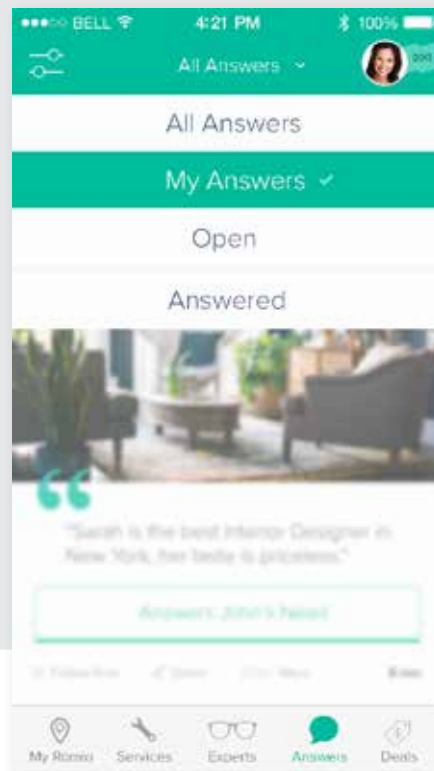 BELL 4:21 PM 100%
All Answers
All Answers
My Answers
Open
Answered
"Sarah is the best Interior Designer in
New York, her taste is priceless."
Answer John's Need
My Romio Services Experts Answers Deals